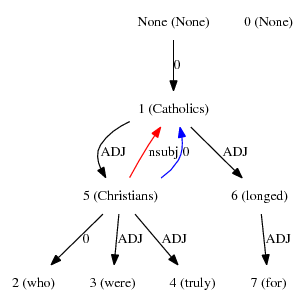 None (None) 0 (None)
0
1 (Catholics)
ADJ nsubj 0 ADJ
5 (Christians) 6 (longed)
0 ADJ ADJ ADJ
2 (who) 3 (were) 4 (truly) 7 (for)